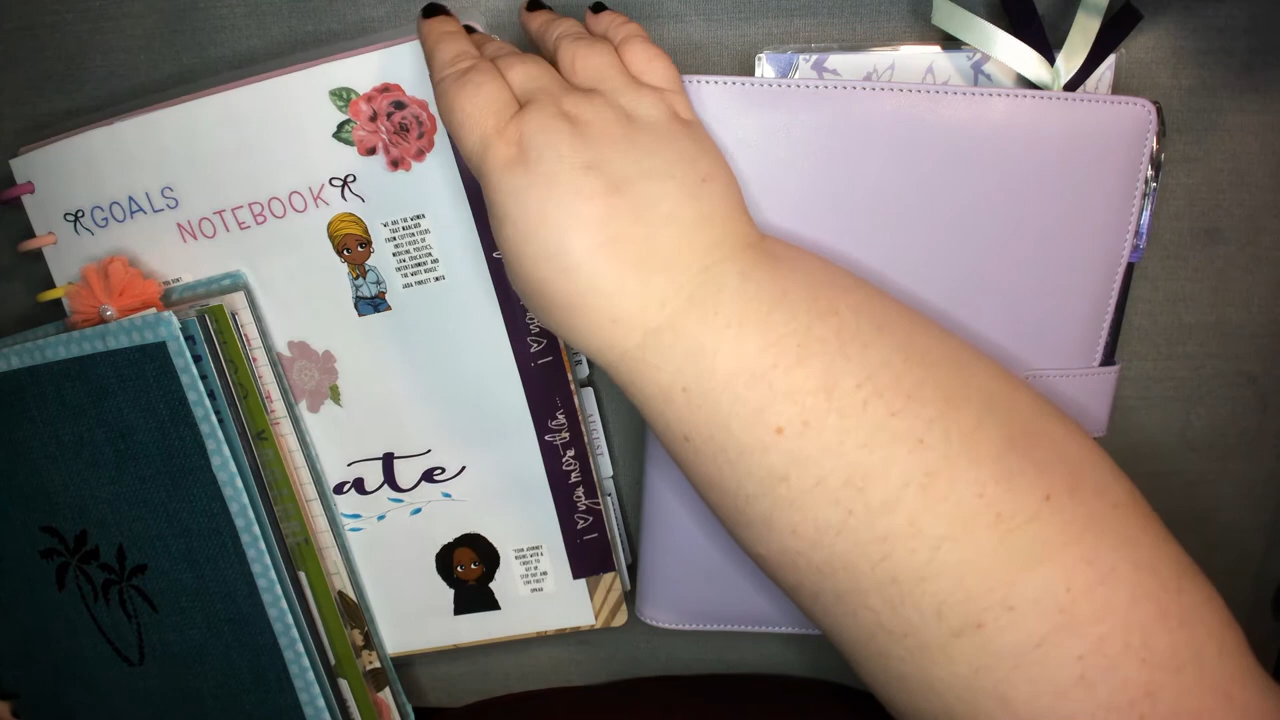 GOALS
NOTEBOOK
"WE ARE THE WOMEN
THAT MARCHED
FROM COTTON FIELDS
INTO FIELDS OF
MEDICINE, POLITICS,
LAW, EDUCATION,
ENTERTAINMENT AND
THE WHITE HOUSE"
JADA PINKETT SMITH
ate
"YOUR JOURNEY
BEGINS WITH A
CHOICE TO
GET UP,
STEP OUT AND
LIVE FULLY"
OPRAH
i you more than...
i you
AUGUST